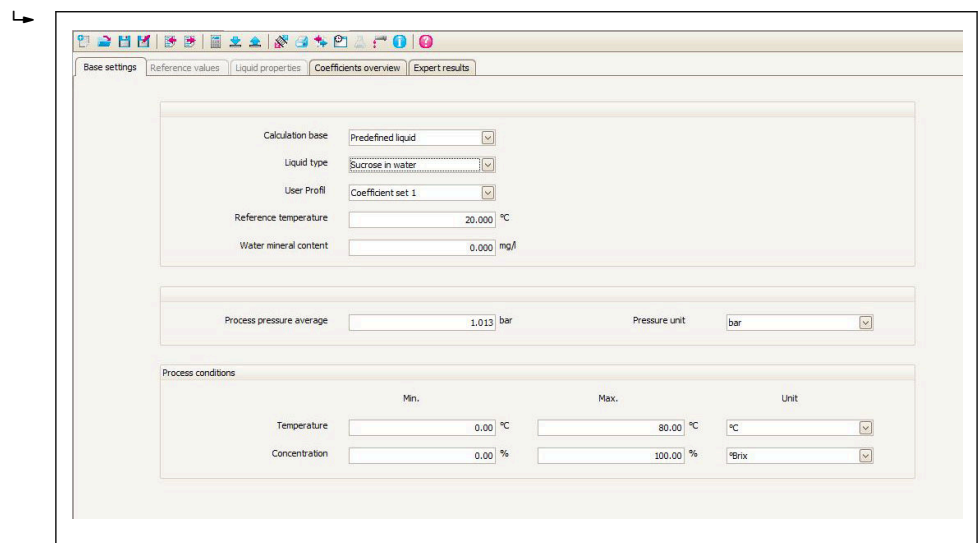 Base settings Reference values Liquid properties Coefficients overview Expert results
Calculation base Predefined liquid
Liquid type Sucrose in water
User Profil Coefficient set 1
Reference temperature 20.000 °C
Water mineral content 0.000 mg/l
Process pressure average 1.013 bar Pressure unit bar
Process conditions
Min. Max. Unit
Temperature 0.00 °C 80.00 °C °C
Concentration 0.00 % 100.00 % °Brix